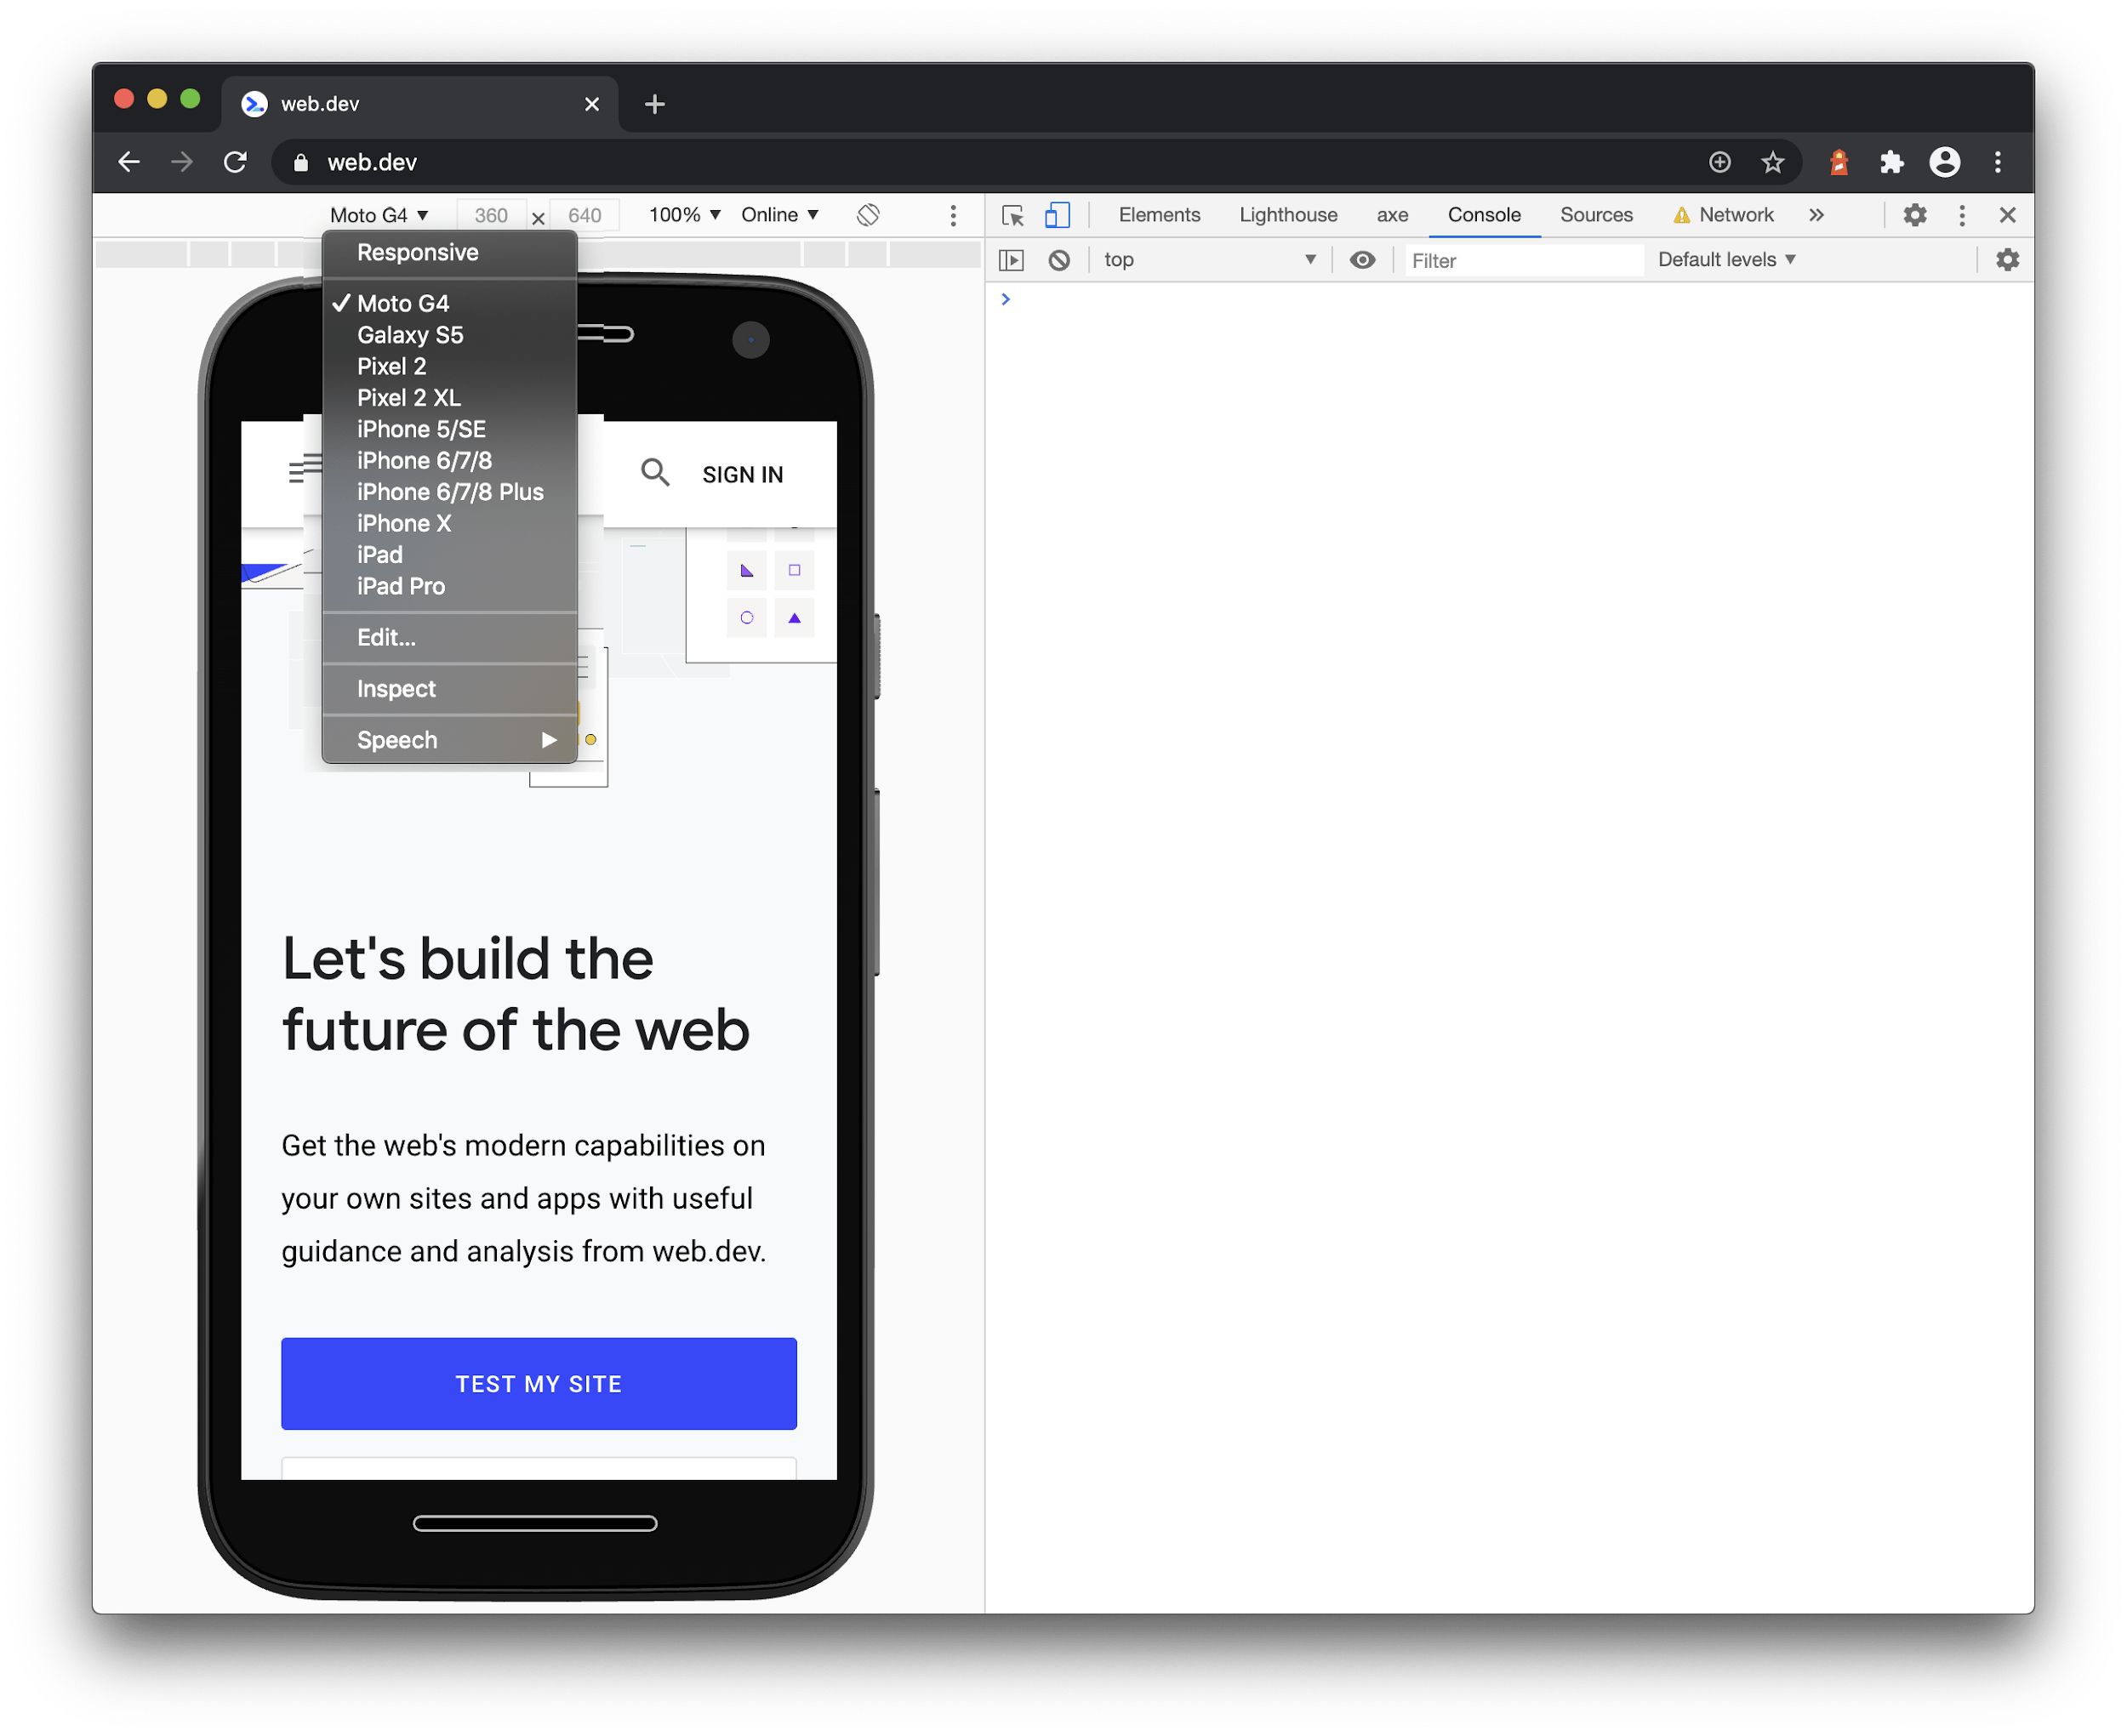 web.dev
web.dev
Moto G4 ▼ 360 × 640 100% ▼ Online ▼
Elements Lighthouse axe Console Sources Network »
top ▼ Filter Default levels ▼
Responsive
✓ Moto G4
Galaxy S5
Pixel 2
Pixel 2 XL
iPhone 5/SE
iPhone 6/7/8
iPhone 6/7/8 Plus
iPhone X
iPad
iPad Pro
Edit...
Inspect
Speech ▶
SIGN IN
Let's build the
future of the web
Get the web's modern capabilities on
your own sites and apps with useful
guidance and analysis from web.dev.
TEST MY SITE